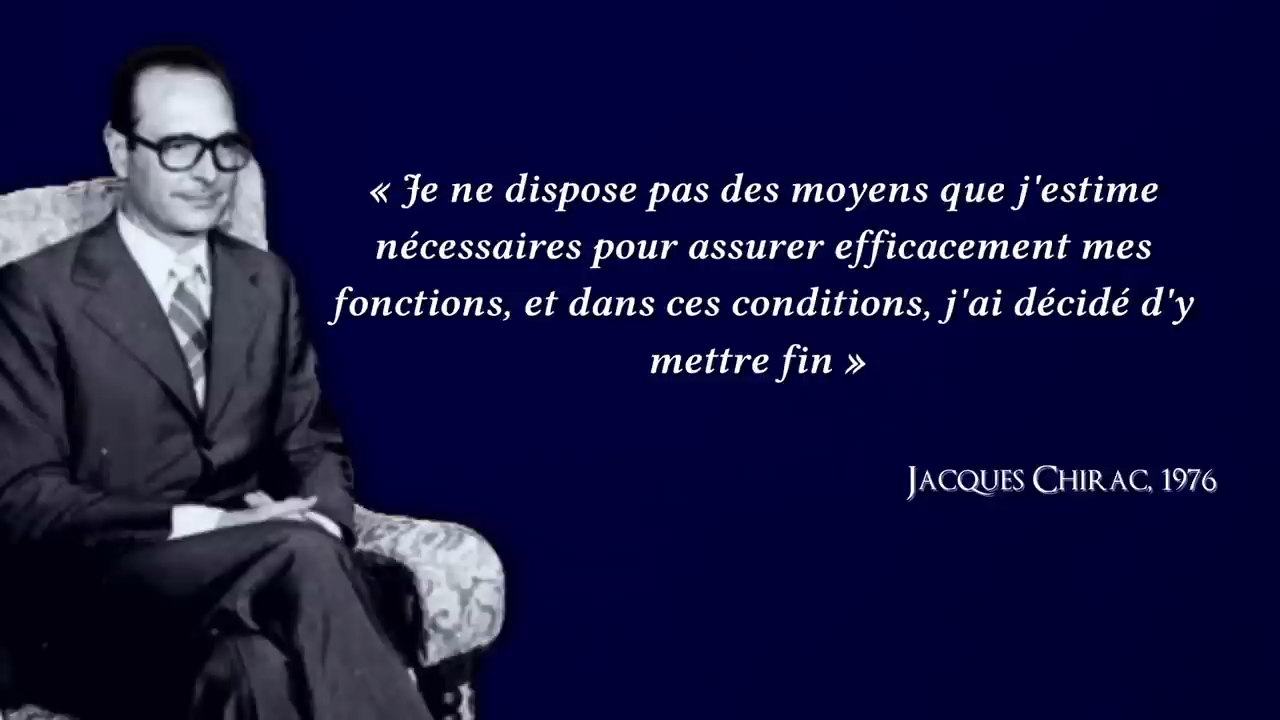 « Je ne dispose pas des moyens que j'estime
nécessaires pour assurer efficacement mes
fonctions, et dans ces conditions, j'ai décidé d'y
mettre fin »
Jacques Chirac, 1976